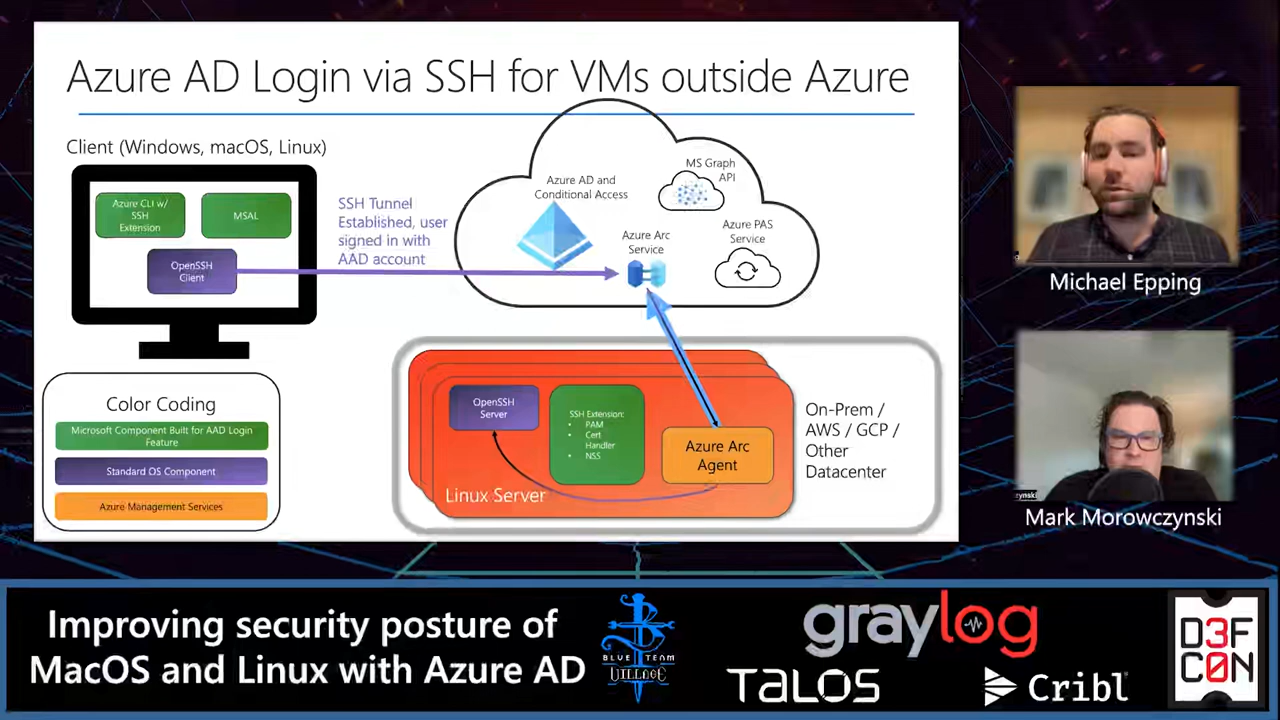 Azure AD Login via SSH for VMs outside Azure
Client (Windows, macOS, Linux)
Azure CLI w/
SSH
Extension
MSAL
OpenSSH
Client
SSH Tunnel
Established, user
signed in with
AAD account
Azure AD and
Conditional Access
MS Graph
API
Azure Arc
Service
Azure PAS
Service
Color Coding
Microsoft Component Built for AAD Login
Feature
Standard OS Component
Azure Management Services
OpenSSH
Server
SSH Extension:
• PAM
• Cert
Handler
• NSS
Azure Arc
Agent
Linux Server
On-Prem /
AWS / GCP /
Other
Datacenter
Michael Epping
zynski
Mark Morowczynski
Improving security posture of
MacOS and Linux with Azure AD
BLUE TEAM
VILLAGE
graylog
TALOS
Cribl
D3F
C0N